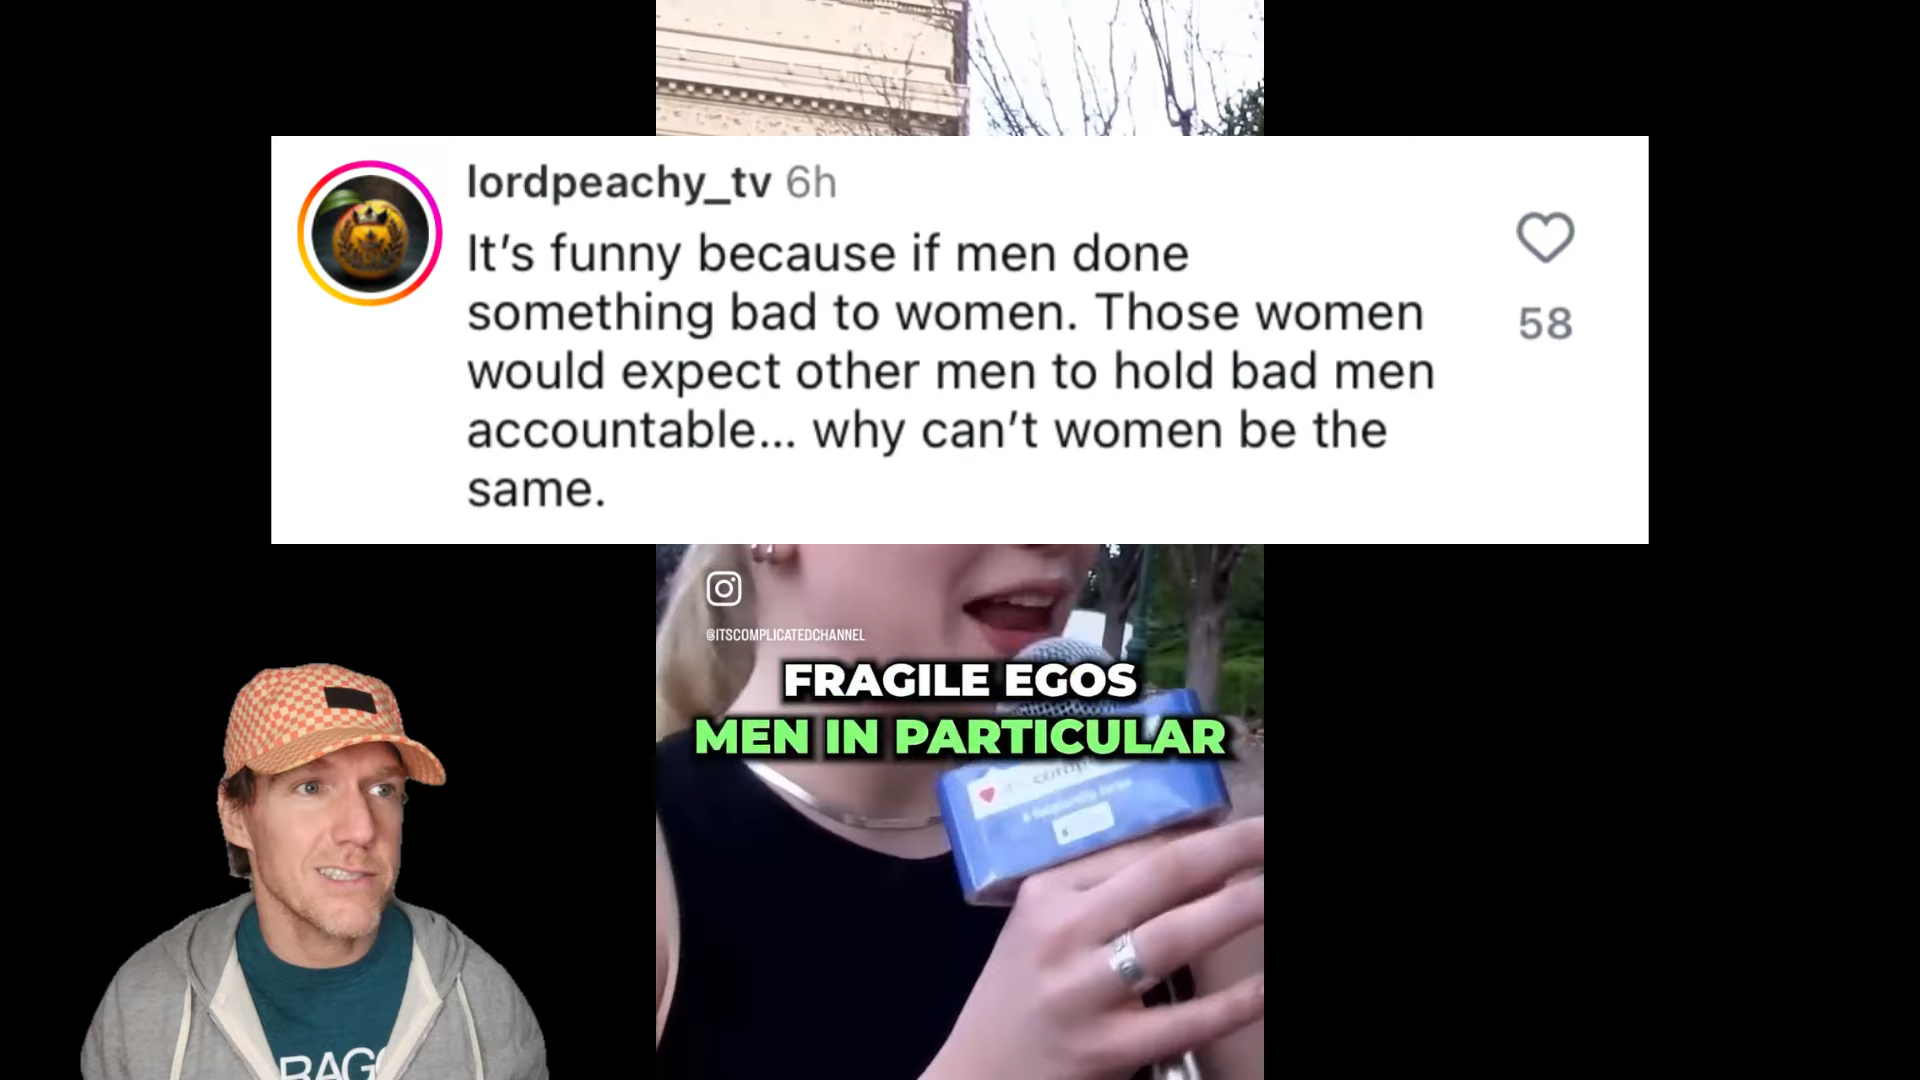 lordpeachy_tv 6h
It’s funny because if men done
something bad to women. Those women
would expect other men to hold bad men
accountable... why can’t women be the
same.
58
@ITSCOMPLICATEDCHANNEL
FRAGILE EGOS
MEN IN PARTICULAR
RAG